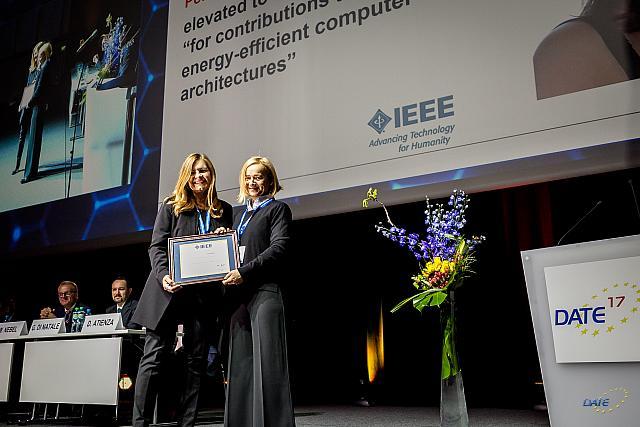 elevated to
"for contributions
energy-efficient computer
architectures"
IEEE
Advancing Technology
for Humanity
IEEE
NEBEL
G. DI NATALE
D. ATIENZA
DATE 17
DATE